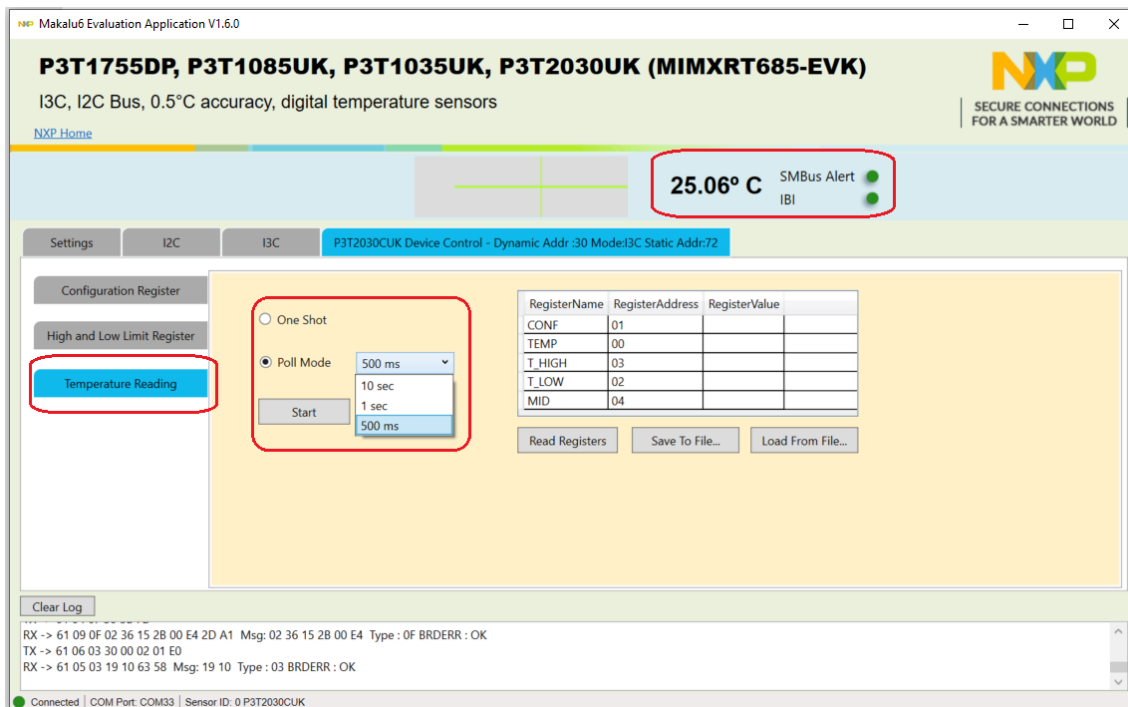 NXP Makalu6 Evaluation Application V1.6.0
P3T1755DP, P3T1085UK, P3T1035UK, P3T2030UK (MIMXRT685-EVK)
I3C, I2C Bus, 0.5°C accuracy, digital temperature sensors
NXP Home
NXP
SECURE CONNECTIONS
FOR A SMARTER WORLD
25.06º C
SMBus Alert
IBI
Settings I2C I3C P3T2030CUK Device Control - Dynamic Addr :30 Mode:I3C Static Addr:72
Configuration Register
High and Low Limit Register
Temperature Reading
One Shot
Poll Mode 500 ms
10 sec
1 sec
500 ms
Start
RegisterName RegisterAddress RegisterValue
CONF 01
TEMP 00
T_HIGH 03
T_LOW 02
MID 04
Read Registers Save To File... Load From File...
Clear Log
RX -> 61 09 0F 02 36 15 2B 00 E4 2D A1 Msg: 02 36 15 2B 00 E4 Type : 0F BRDERR : OK
TX -> 61 06 03 30 00 02 01 E0
RX -> 61 05 03 19 10 63 58 Msg: 19 10 Type : 03 BRDERR : OK
Connected COM Port: COM33 Sensor ID: 0 P3T2030CUK